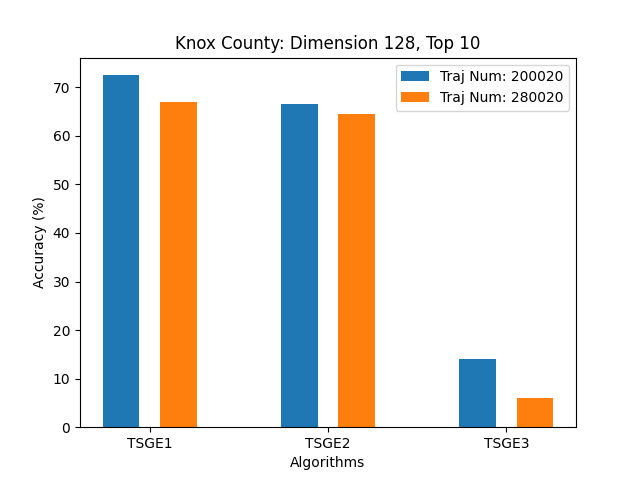 Knox County: Dimension 128, Top 10
Traj Num: 200020
Traj Num: 280020
Accuracy (%)
70
60
50
40
30
20
10
0
TSGE1 TSGE2 TSGE3
Algorithms